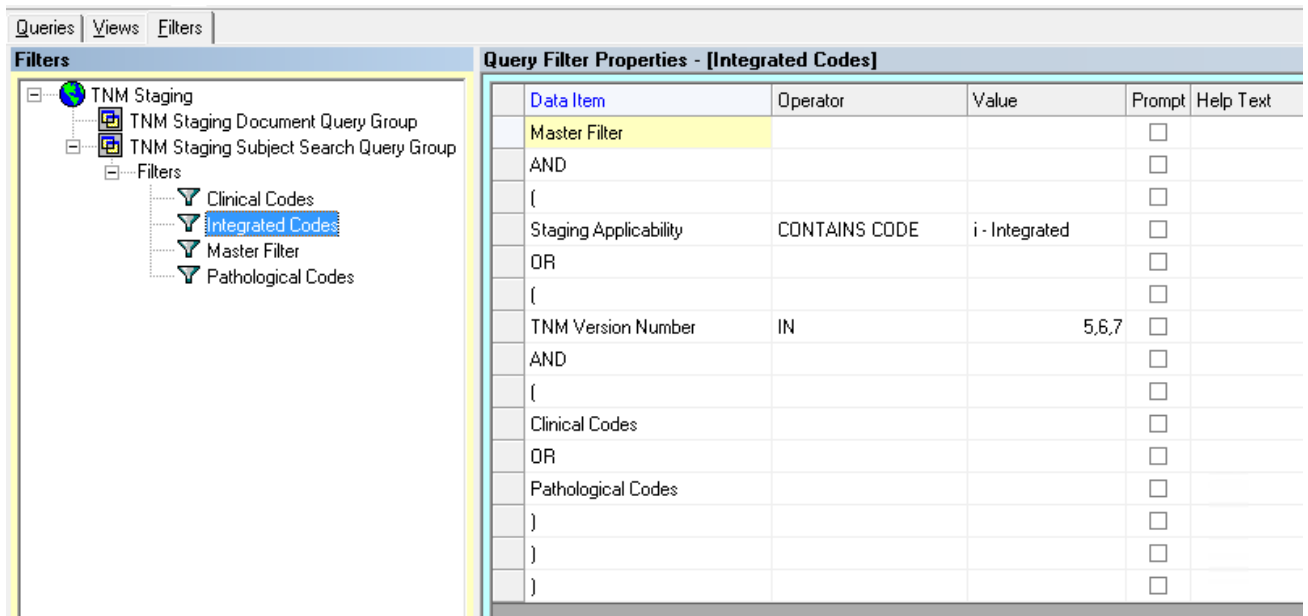 Queries Views Filters
Filters
TNM Staging
TNM Staging Document Query Group
TNM Staging Subject Search Query Group
Filters
Clinical Codes
Integrated Codes
Master Filter
Pathological Codes
Query Filter Properties - [Integrated Codes]
Data Item Operator Value Prompt Help Text
Master Filter
AND
(
Staging Applicability CONTAINS CODE i - Integrated
OR
(
TNM Version Number IN 5,6,7
AND
(
Clinical Codes
OR
Pathological Codes
)
)
)